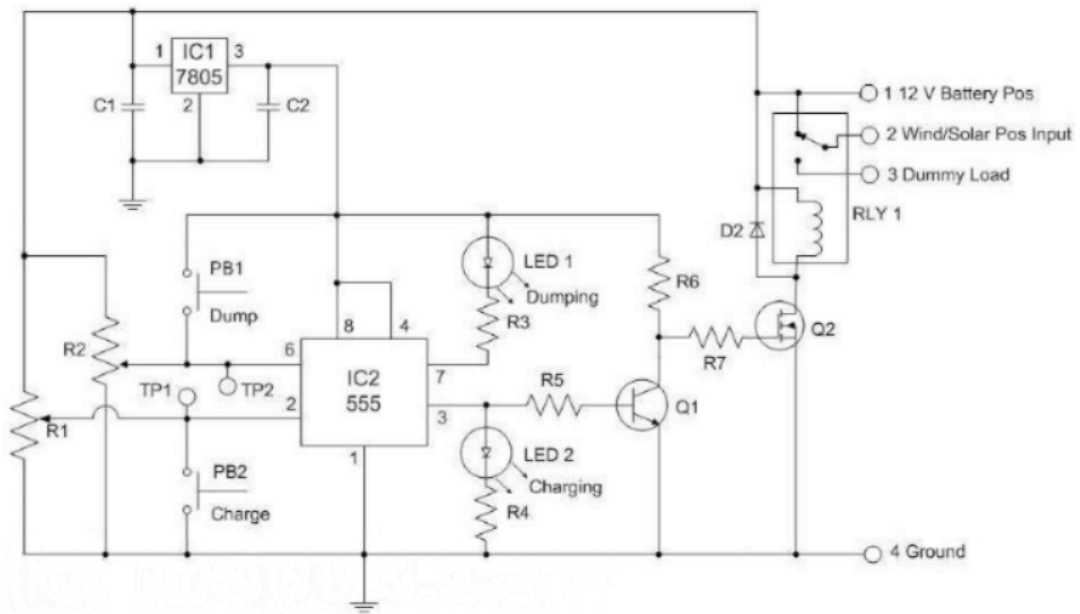 1
IC1
7805
3
2
C1
C2
1 12 V Battery Pos
2 Wind/Solar Pos Input
3 Dummy Load
RLY 1
D2
PB1
Dump
LED 1
Dumping
R3
R6
Q2
R7
R2
8
4
6
IC2
555
7
TP1
TP2
2
3
R5
Q1
R1
1
PB2
Charge
LED 2
Charging
R4
4 Ground